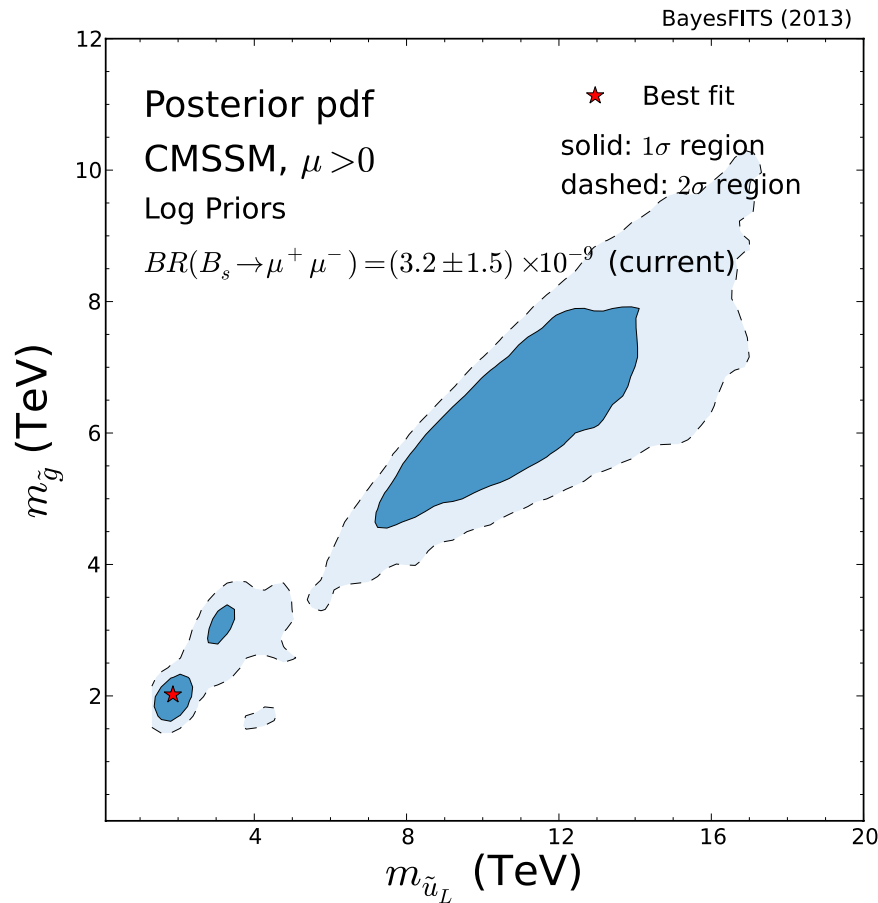 BayesFITS (2013)
12
10
8
6
4
2
Posterior pdf
CMSSM, μ >0
Log Priors
BR(B_s →μ⁺ μ⁻) =(3.2 ±1.5) ×10⁻⁹ (current)
Best fit
solid: 1σ region
dashed: 2σ region
m_g̃ (TeV)
4
8
12
16
20
m_ũ_L (TeV)